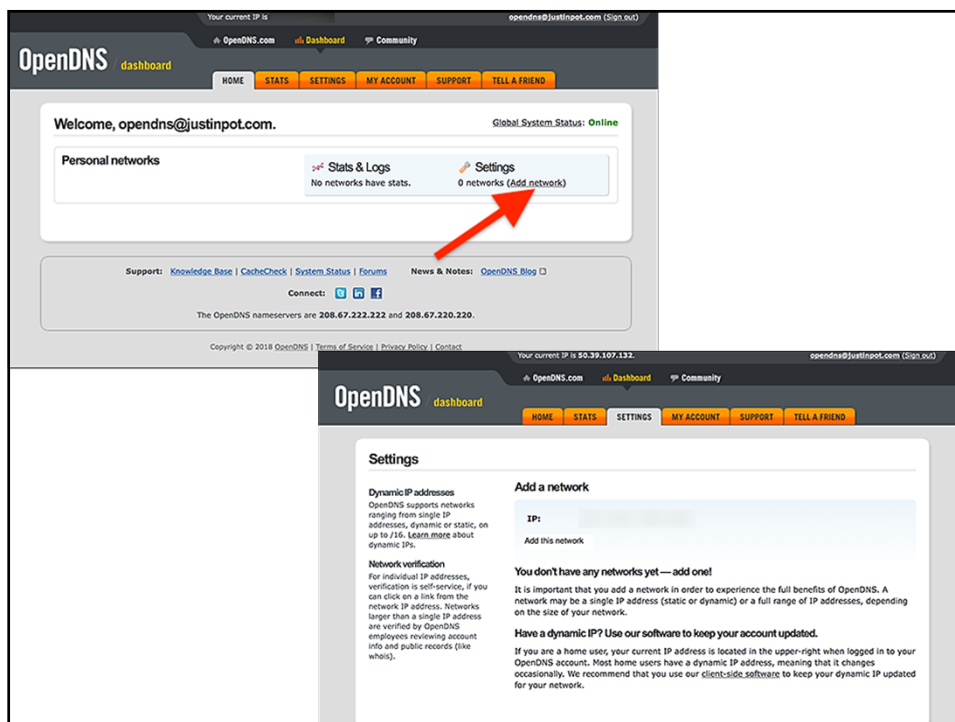 Your current IP is
opendns@justinpot.com (Sign out)
OpenDNS.com Dashboard Community
OpenDNS / dashboard
HOME STATS SETTINGS MY ACCOUNT SUPPORT TELL A FRIEND
Welcome, opendns@justinpot.com.
Global System Status: Online
Personal networks
Stats & Logs
No networks have stats.
Settings
0 networks (Add network)
Support: Knowledge Base | CacheCheck | System Status | Forums News & Notes: OpenDNS Blog
Connect:
The OpenDNS nameservers are 208.67.222.222 and 208.67.220.220.
Copyright © 2018 OpenDNS | Terms of Service | Privacy Policy | Contact
Your current IP is 50.39.107.132.
opendns@justinpot.com (Sign out)
OpenDNS.com Dashboard Community
OpenDNS / dashboard
HOME STATS SETTINGS MY ACCOUNT SUPPORT TELL A FRIEND
Settings
Dynamic IP addresses
OpenDNS supports networks
ranging from single IP
addresses, dynamic or static, on
up to /16. Learn more about
dynamic IPs.
Network verification
For individual IP addresses,
verification is self-service, if you
can click on a link from the
network IP address. Networks
larger than a single IP address
are verified by OpenDNS
employees reviewing account
info and public records (like
whois).
Add a network
IP:
Add this network
You don't have any networks yet — add one!
It is important that you add a network in order to experience the full benefits of OpenDNS. A
network may be a single IP address (static or dynamic) or a full range of IP addresses, depending
on the size of your network.
Have a dynamic IP? Use our software to keep your account updated.
If you are a home user, your current IP address is located in the upper-right when logged in to your
OpenDNS account. Most home users have a dynamic IP address, meaning that it changes
occasionally. We recommend that you use our client-side software to keep your dynamic IP updated
for your network.